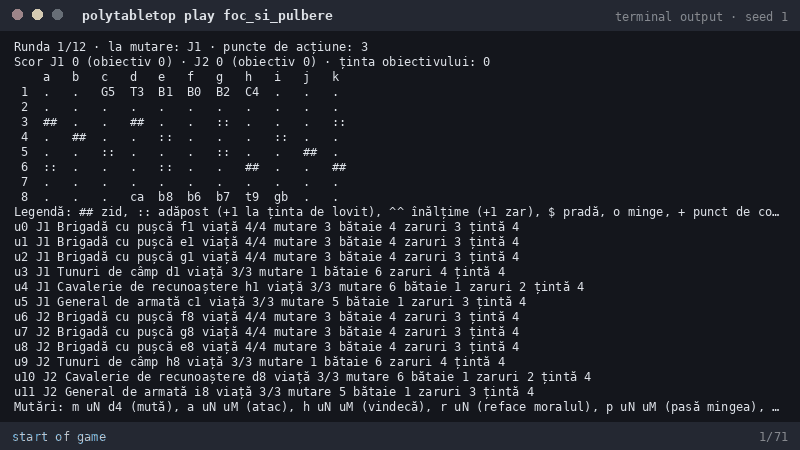 polytabletop play foc_si_pulbere
terminal output · seed 1
Runda 1/12 · la mutare: J1 · puncte de acțiune: 3
Scor J1 0 (obiectiv 0) · J2 0 (obiectiv 0) · ținta obiectivului: 0
a b c d e f g h i j k
1 . . G5 T3 B1 B0 B2 C4 . . .
2 . . . . . . . . . . .
3 ## . . ## . . :: . . . ::
4 . ## . . :: . . . :: . .
5 . . :: . . . :: . . ## .
6 :: . . . :: . . ## . . ##
7 . . . . . . . . . . .
8 . . . ca b8 b6 b7 t9 gb . .
Legendă: ## zid, :: adăpost (+1 la ținta de lovit), ^^ înălțime (+1 zar), $ pradă, o minge, + punct de co…
u0 J1 Brigadă cu pușcă f1 viață 4/4 mutare 3 bătaie 4 zaruri 3 țintă 4
u1 J1 Brigadă cu pușcă e1 viață 4/4 mutare 3 bătaie 4 zaruri 3 țintă 4
u2 J1 Brigadă cu pușcă g1 viață 4/4 mutare 3 bătaie 4 zaruri 3 țintă 4
u3 J1 Tunuri de câmp d1 viață 3/3 mutare 1 bătaie 6 zaruri 4 țintă 4
u4 J1 Cavalerie de recunoaștere h1 viață 3/3 mutare 6 bătaie 1 zaruri 2 țintă 4
u5 J1 General de armată c1 viață 3/3 mutare 5 bătaie 1 zaruri 3 țintă 4
u6 J2 Brigadă cu pușcă f8 viață 4/4 mutare 3 bătaie 4 zaruri 3 țintă 4
u7 J2 Brigadă cu pușcă g8 viață 4/4 mutare 3 bătaie 4 zaruri 3 țintă 4
u8 J2 Brigadă cu pușcă e8 viață 4/4 mutare 3 bătaie 4 zaruri 3 țintă 4
u9 J2 Tunuri de câmp h8 viață 3/3 mutare 1 bătaie 6 zaruri 4 țintă 4
u10 J2 Cavalerie de recunoaștere d8 viață 3/3 mutare 6 bătaie 1 zaruri 2 țintă 4
u11 J2 General de armată i8 viață 3/3 mutare 5 bătaie 1 zaruri 3 țintă 4
Mutări: m uN d4 (mută), a uN uM (atac), h uN uM (vindecă), r uN (reface moralul), p uN uM (pasă mingea), …
start of game
1/71